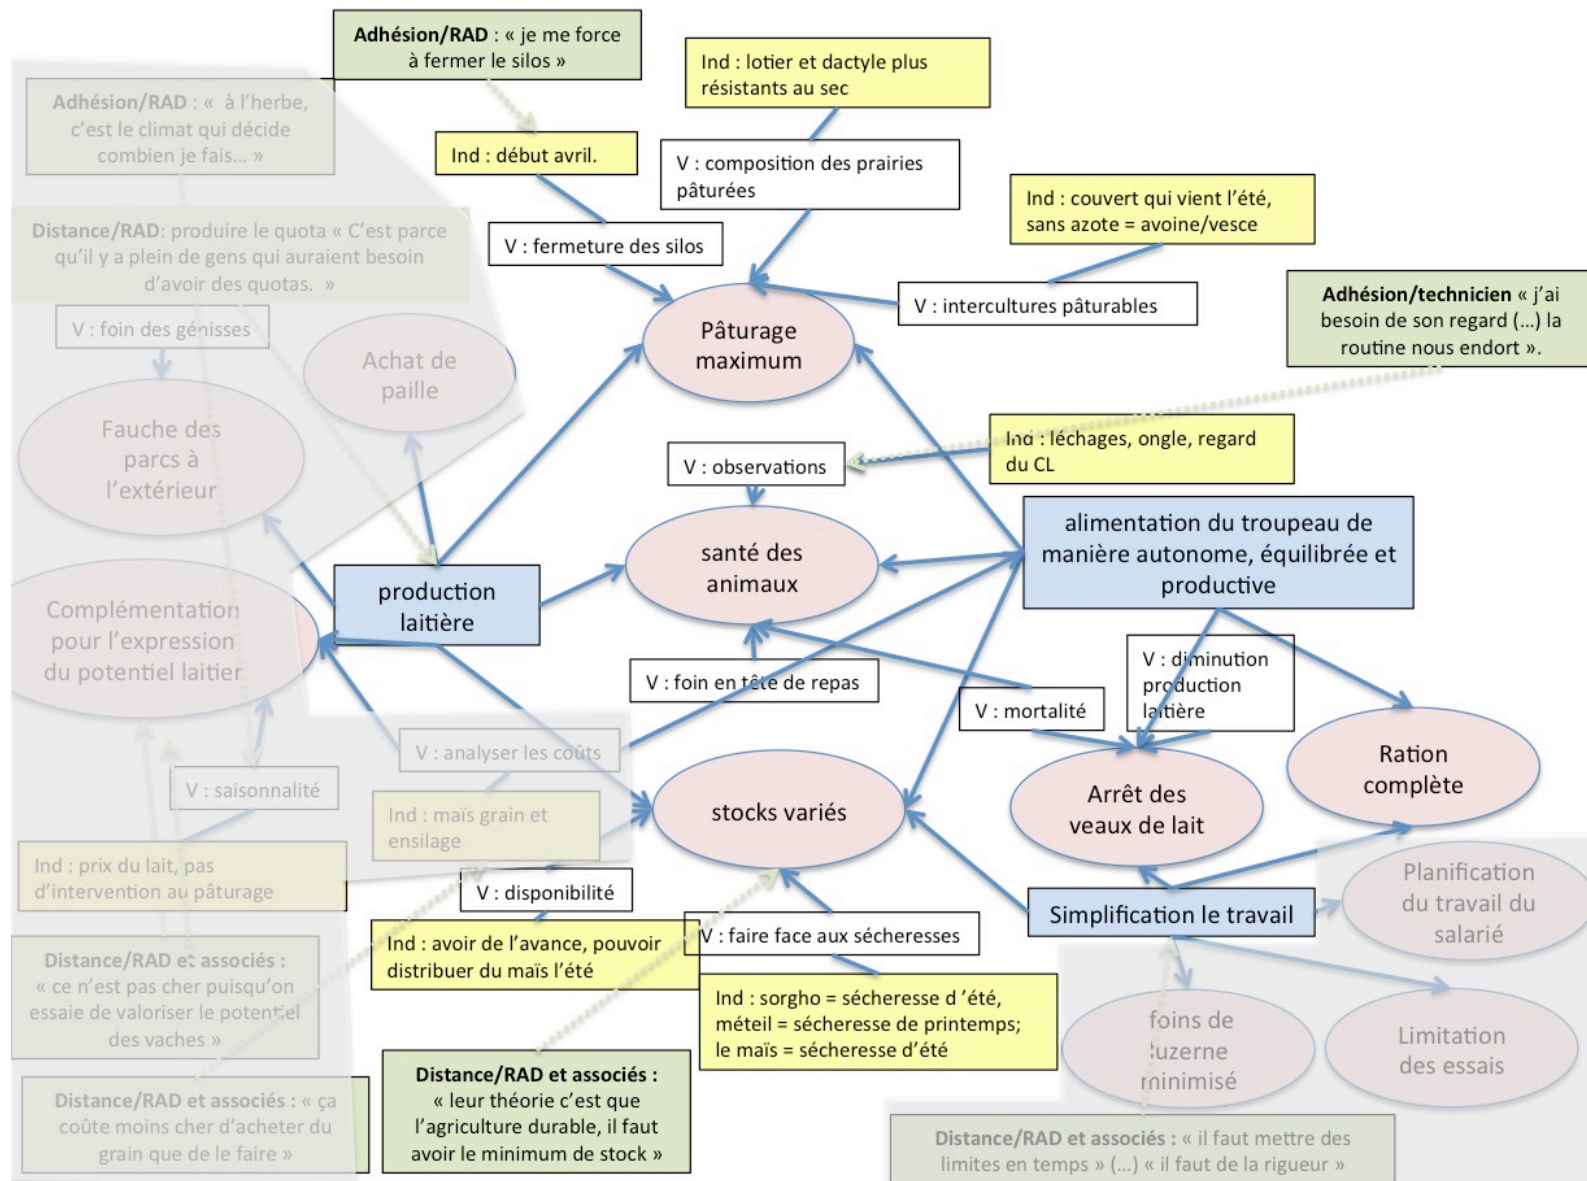 Adhésion/RAD : « je me force
à fermer le silos »
Ind : lotier et dactyle plus
résistants au sec
Adhésion/RAD : « à l’herbe,
c’est le climat qui décide
combien je fais… »
Ind : début avril.
V : composition des prairies
pâturées
Ind : couvert qui vient l’été,
sans azote = avoine/vesce
Distance/RAD: produire le quota « C’est parce
qu’il y a plein de gens qui auraient besoin
d’avoir des quotas. »
V : fermeture des silos
V : intercultures pâturables
Adhésion/technicien « j’ai
besoin de son regard (…) la
routine nous endort ».
V : foin des génisses
Achat de
paille
Pâturage
maximum
Fauche des
parcs à
l’extérieur
V : observations
Ind : léchages, ongle, regard
du CL
production
laitière
santé des
animaux
alimentation du troupeau de
manière autonome, équilibrée et
productive
Complémentation
pour l’expression
du potentiel laitier
V : foin en tête de repas
V : mortalité
V : diminution
production
laitière
V : analyser les coûts
V : saisonnalité
Ind : maïs grain et
ensilage
stocks variés
Arrêt des
veaux de lait
Ration
complète
Ind : prix du lait, pas
d’intervention au pâturage
V : disponibilité
Simplification le travail
Planification
du travail du
salarié
Ind : avoir de l’avance, pouvoir
distribuer du maïs l’été
V : faire face aux sécheresses
Distance/RAD et associés :
« ce n’est pas cher puisqu’on
essaie de valoriser le potentiel
des vaches »
Ind : sorgho = sécheresse d ’été,
méteil = sécheresse de printemps;
le maïs = sécheresse d’été
foins de
luzerne
minimisé
Limitation
des essais
Distance/RAD et associés : « ça
coûte moins cher d’acheter du
grain que de le faire »
Distance/RAD et associés :
« leur théorie c’est que
l’agriculture durable, il faut
avoir le minimum de stock »
Distance/RAD et associés : « il faut mettre des
limites en temps » (…) « il faut de la rigueur »